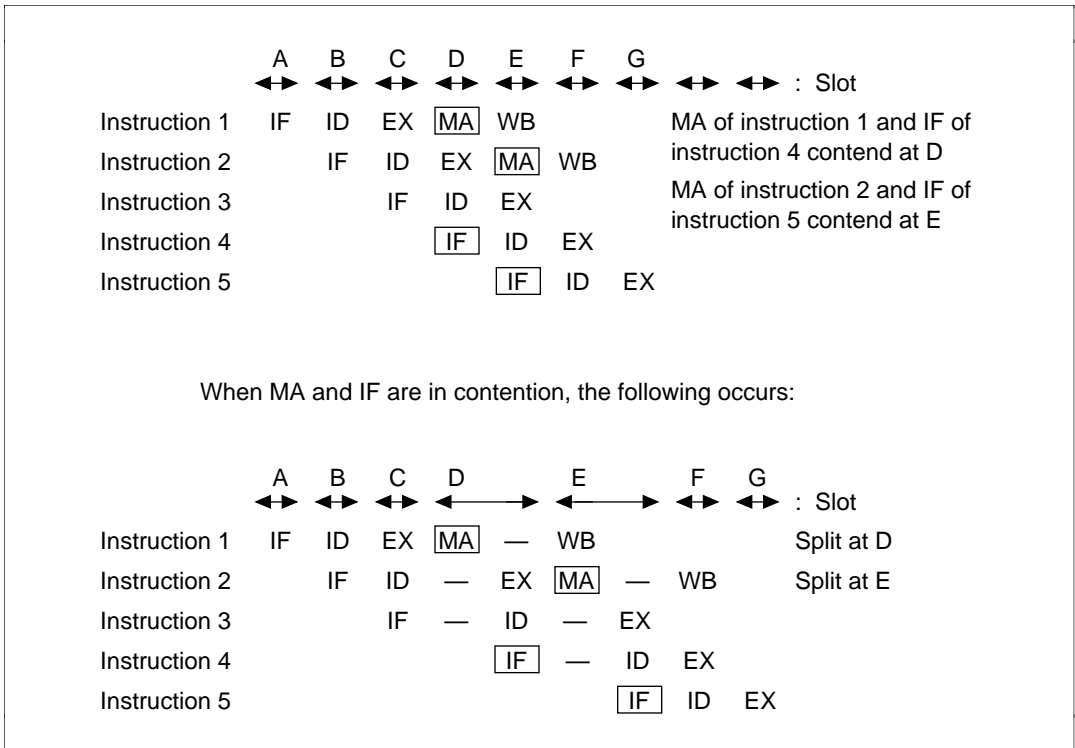 A B C D E F G
: Slot
Instruction 1 IF ID EX MA WB MA of instruction 1 and IF of
instruction 4 contend at D
Instruction 2 IF ID EX MA WB
MA of instruction 2 and IF of
instruction 5 contend at E
Instruction 3 IF ID EX
Instruction 4 IF ID EX
Instruction 5 IF ID EX
When MA and IF are in contention, the following occurs:
A B C D E F G
: Slot
Instruction 1 IF ID EX MA — WB Split at D
Instruction 2 IF ID — EX MA — WB Split at E
Instruction 3 IF — ID — EX
Instruction 4 IF — ID EX
Instruction 5 IF ID EX